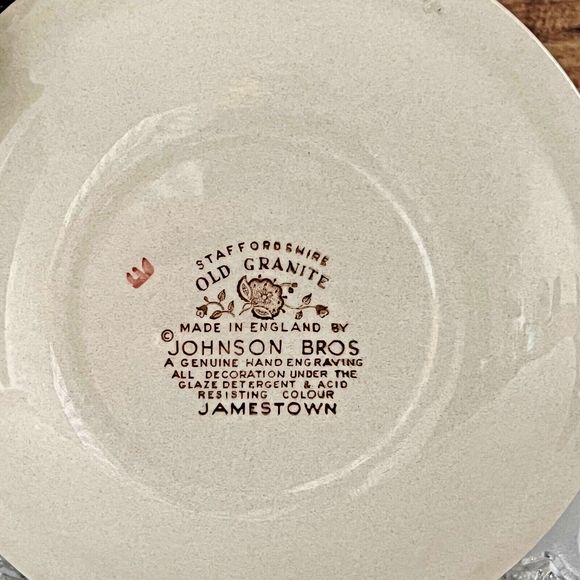 STAFFORDSHIRE
OLD GRANITE
MADE IN ENGLAND BY
© JOHNSON BROS
A GENUINE HAND ENGRAVING
ALL DECORATION UNDER THE
GLAZE DETERGENT & ACID
RESISTING COLOUR
JAMESTOWN